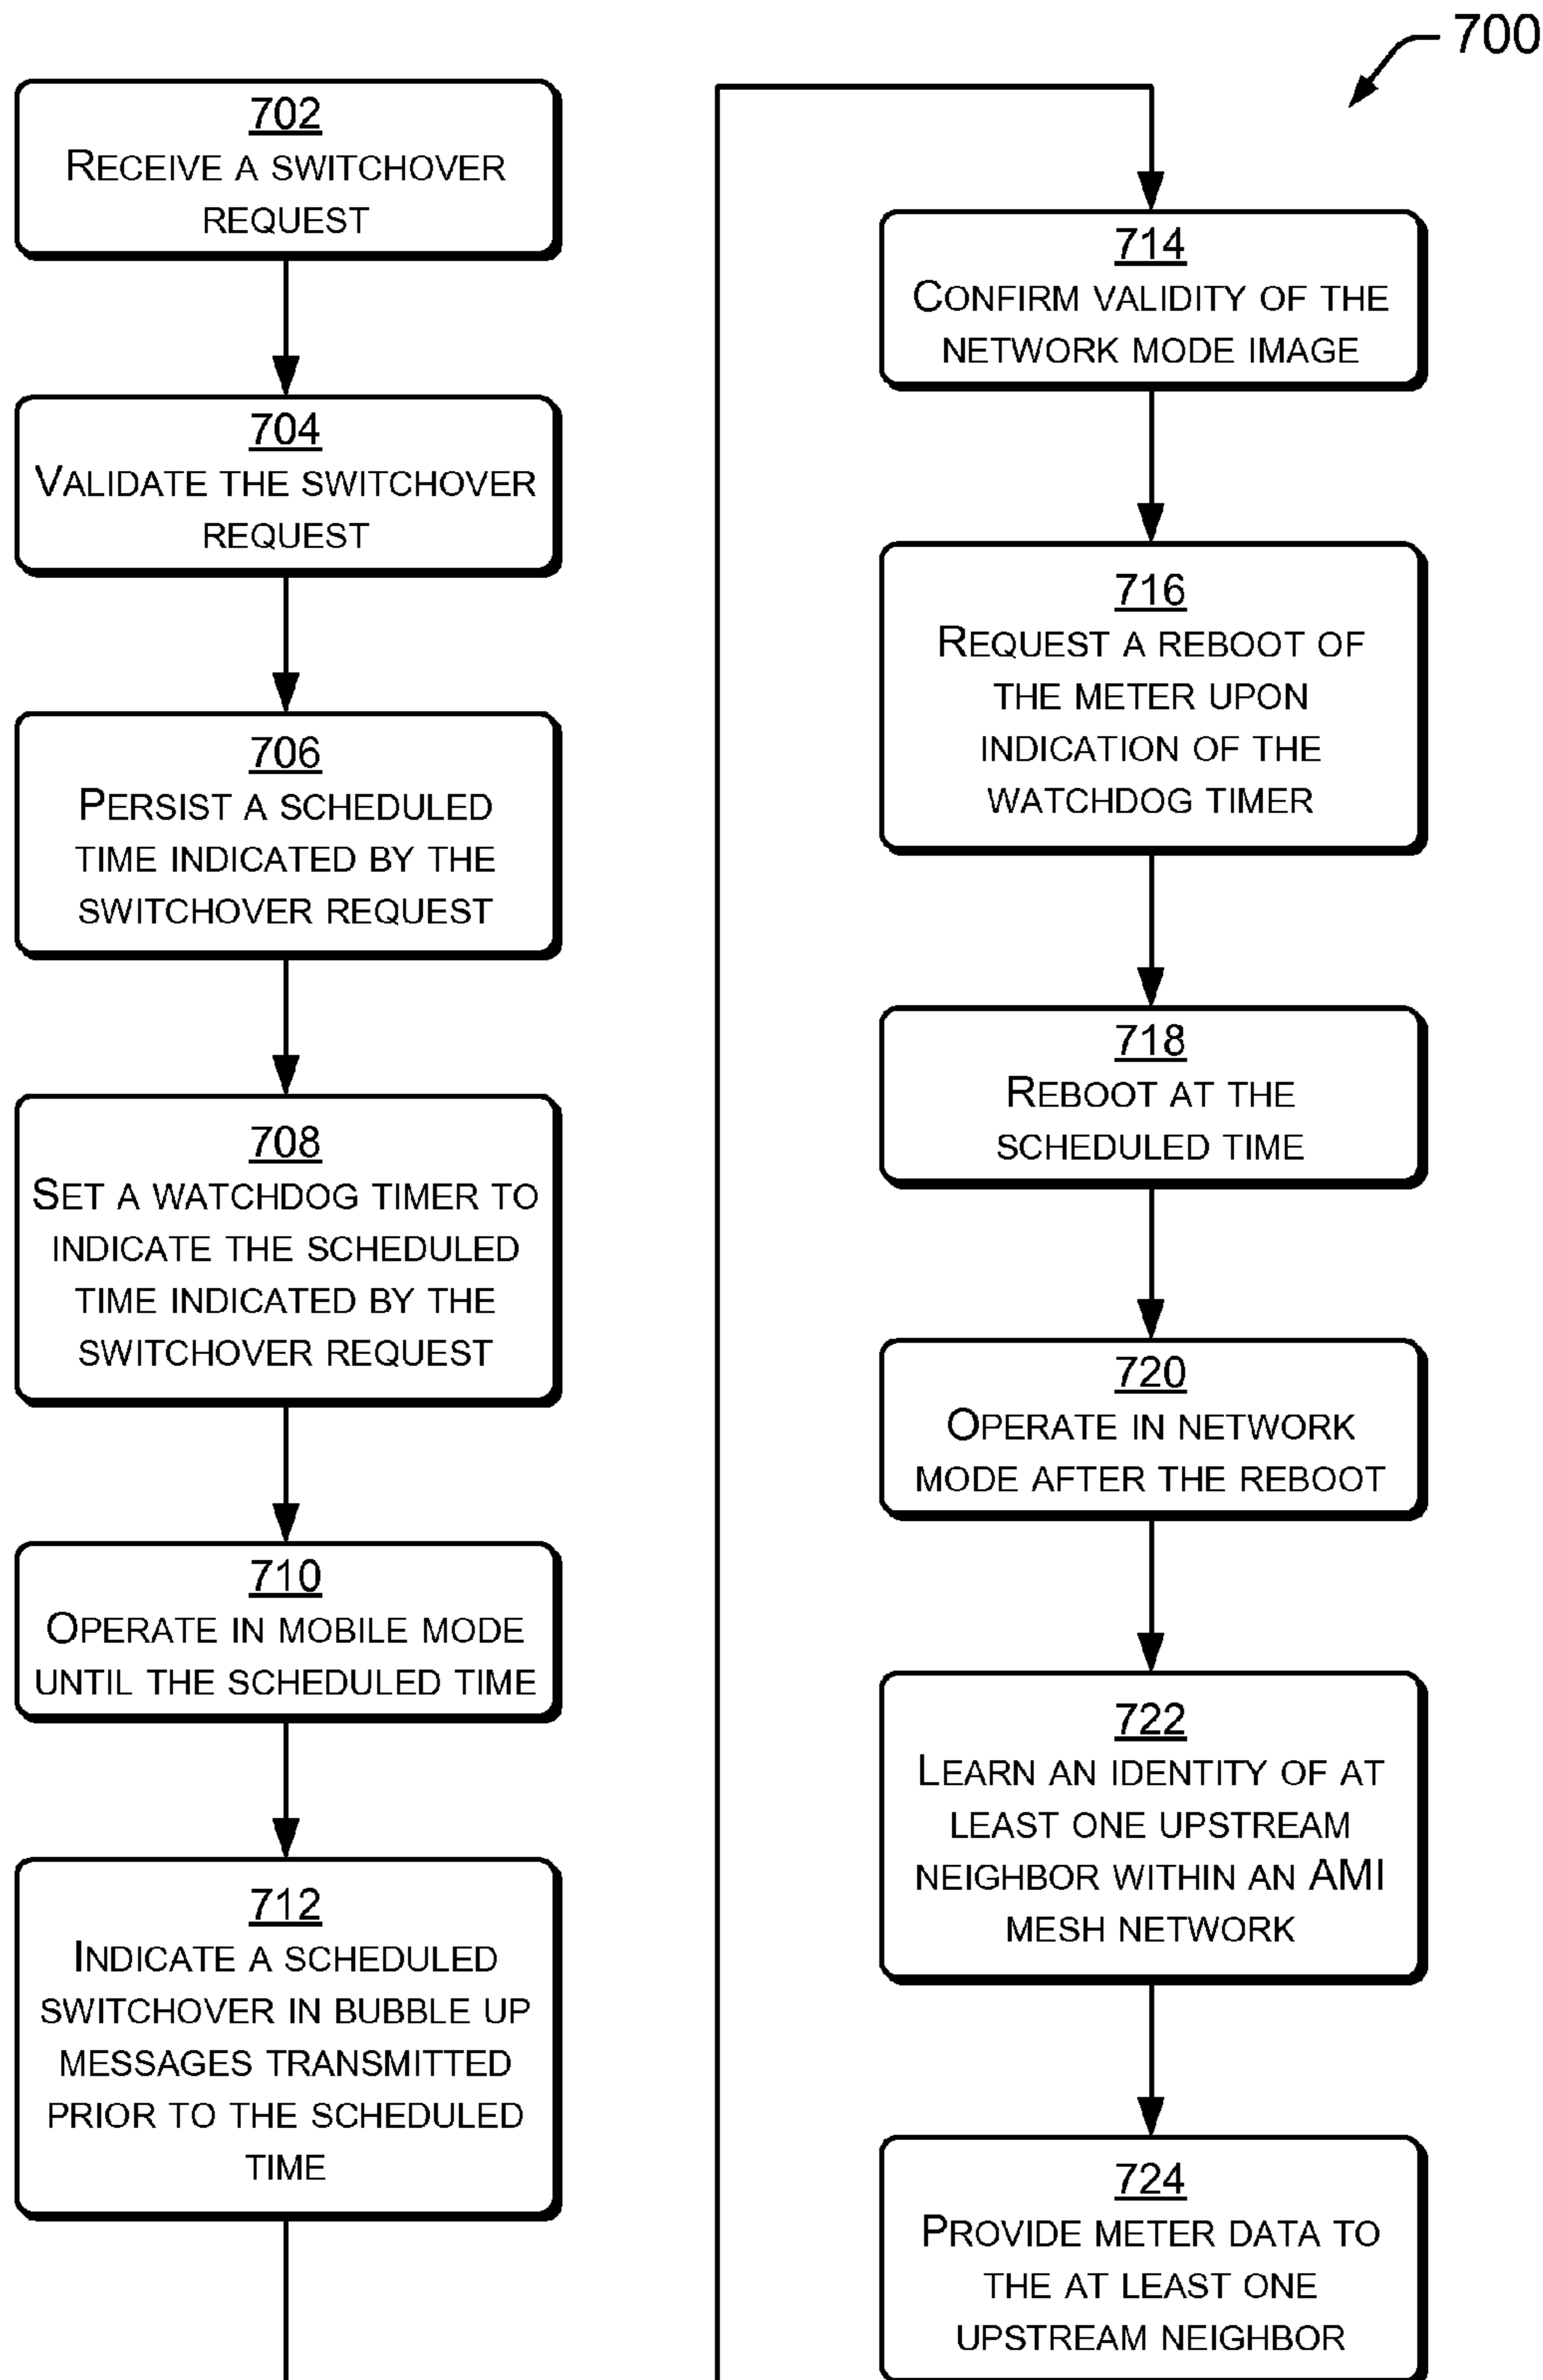 700
702
RECEIVE A SWITCHOVER
REQUEST
704
VALIDATE THE SWITCHOVER
REQUEST
706
PERSIST A SCHEDULED
TIME INDICATED BY THE
SWITCHOVER REQUEST
708
SET A WATCHDOG TIMER TO
INDICATE THE SCHEDULED
TIME INDICATED BY THE
SWITCHOVER REQUEST
710
OPERATE IN MOBILE MODE
UNTIL THE SCHEDULED TIME
712
INDICATE A SCHEDULED
SWITCHOVER IN BUBBLE UP
MESSAGES TRANSMITTED
PRIOR TO THE SCHEDULED
TIME
714
CONFIRM VALIDITY OF THE
NETWORK MODE IMAGE
716
REQUEST A REBOOT OF
THE METER UPON
INDICATION OF THE
WATCHDOG TIMER
718
REBOOT AT THE
SCHEDULED TIME
720
OPERATE IN NETWORK
MODE AFTER THE REBOOT
722
LEARN AN IDENTITY OF AT
LEAST ONE UPSTREAM
NEIGHBOR WITHIN AN AMI
MESH NETWORK
724
PROVIDE METER DATA TO
THE AT LEAST ONE
UPSTREAM NEIGHBOR